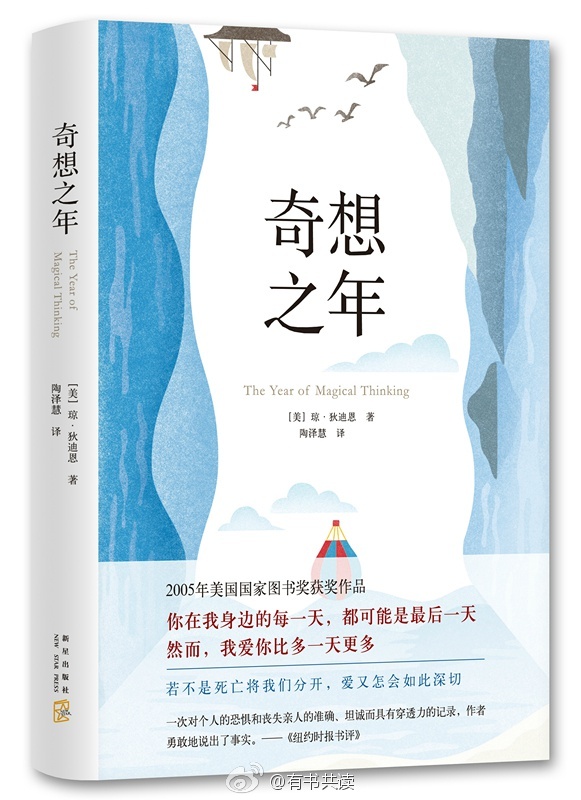 奇想之年
The Year of
Magical Thinking
[美] 琼·狄迪恩 著
陶泽慧 译
新星出版社
NEW STAR PRESS
奇想
之年
The Year of Magical Thinking
[美] 琼·狄迪恩 著
陶泽慧 译
2005年美国国家图书奖获奖作品
你在我身边的每一天，都可能是最后一天
然而，我爱你比多一天更多
若不是死亡将我们分开，爱又怎会如此深切
一次对个人的恐惧和丧失亲人的准确、坦诚而具有穿透力的记录，作者
勇敢地说出了事实。——《纽约时报书评》
@有书共读